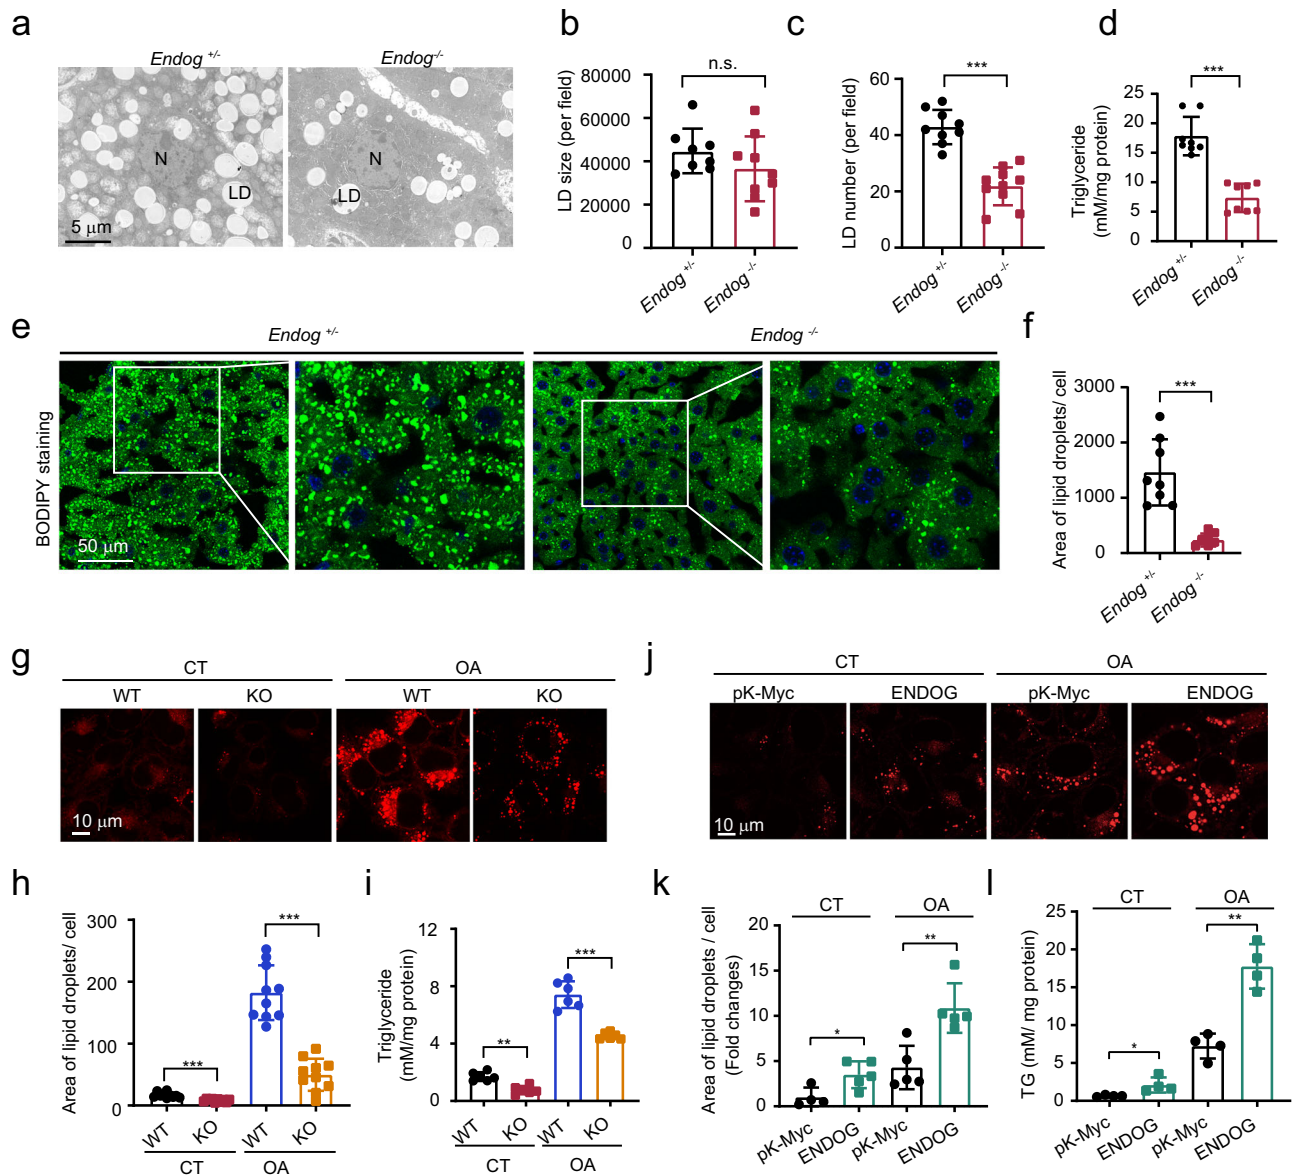 a
Endog +/-
Endog-/-
N
LD
5 μm
N
LD
b
n.s.
LD size (per field)
80000
60000
40000
20000
0
Endog +/-
Endog -/-
c
***
LD number (per field)
60
40
20
0
Endog +/-
Endog -/-
d
***
Triglyceride
(mM/mg protein)
25
20
15
10
5
0
Endog +/-
Endog -/-
e
Endog +/-
Endog -/-
BODIPY staining
50 μm
f
***
Area of lipid droplets/ cell
3000
2000
1000
0
Endog +/-
Endog -/-
g
CT
OA
WT
KO
WT
KO
10 μm
j
CT
OA
pK-Myc
ENDOG
pK-Myc
ENDOG
10 μm
h
Area of lipid droplets/ cell
300
200
100
0
***
***
WT
KO
WT
KO
CT
OA
i
Triglyceride
(mM/mg protein)
12
8
4
0
**
***
WT
KO
WT
KO
CT
OA
k
CT
OA
Area of lipid droplets / cell
(Fold changes)
20
15
10
5
0
*
**
pK-Myc
ENDOG
pK-Myc
ENDOG
l
CT
OA
TG (mM/ mg protein)
25
20
15
10
5
0
*
**
pK-Myc
ENDOG
pK-Myc
ENDOG